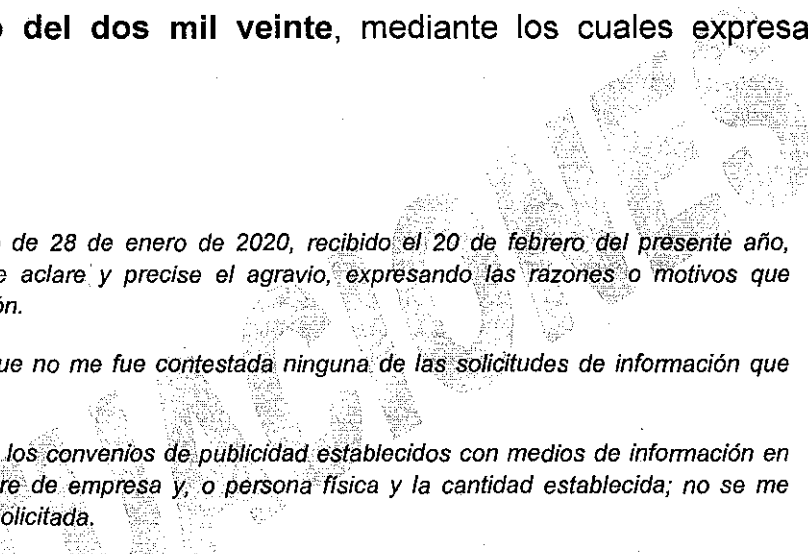 del dos mil veinte, mediante los cuales expresa
de 28 de enero de 2020, recibido el 20 de febrero del presente año,
aclare y precise el agravio, expresando las razones o motivos que
ón.
ue no me fue contestada ninguna de las solicitudes de información que
los convenios de publicidad establecidos con medios de información en
re de empresa y, o persona física y la cantidad establecida; no se me
olicitada.